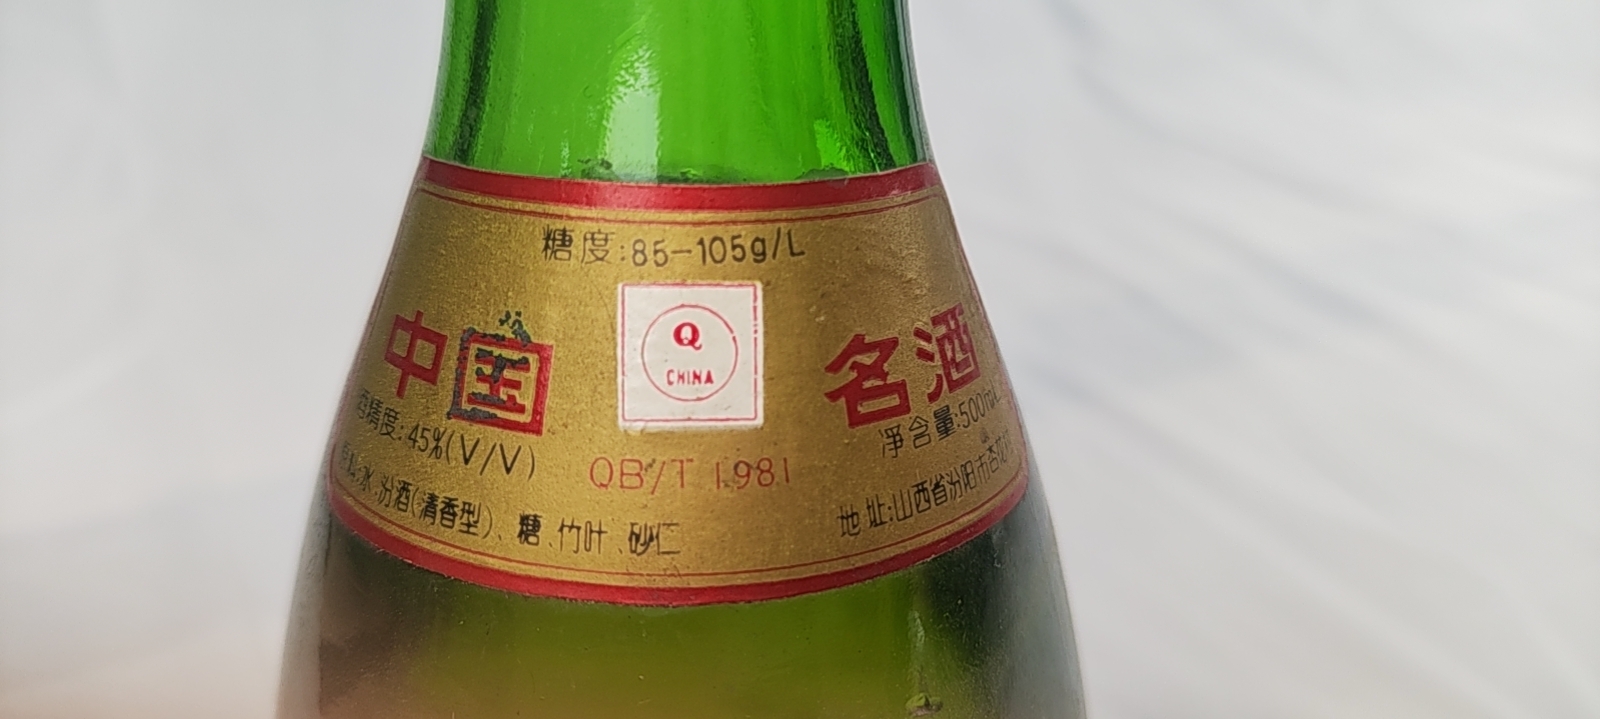 糖度:85-105g/L
中国
Q
CHINA
名酒
酒精度:45%(V/V)
QB/T 1981
净含量:500mL
水、汾酒(清香型)、糖、竹叶、砂仁
地址:山西省汾阳市杏花